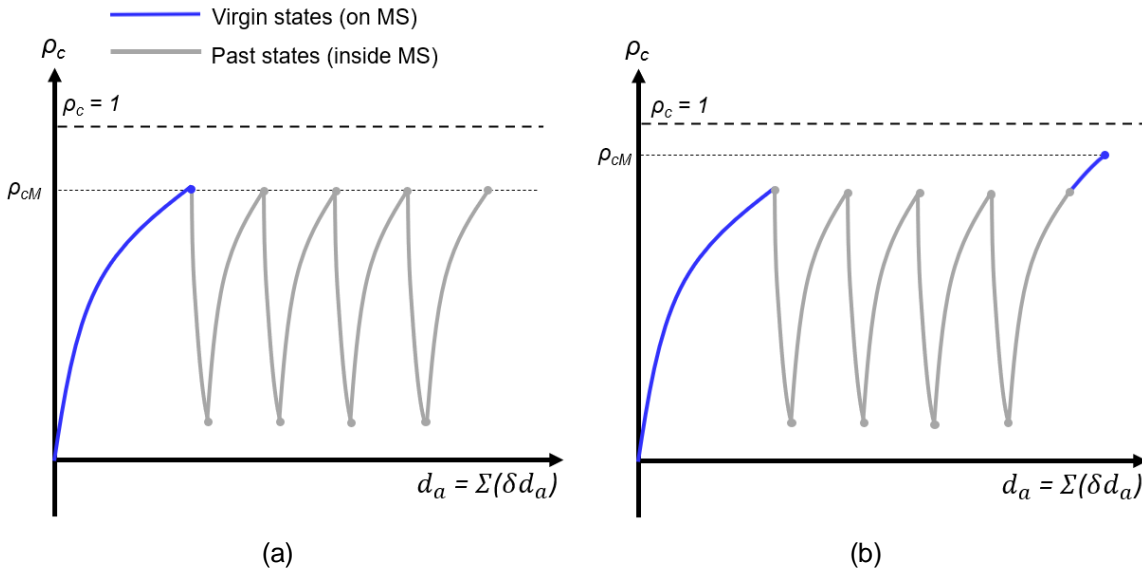 Virgin states (on MS)
Past states (inside MS)
ρc
ρc = 1
ρcM
da = Σ(δda)
(a)
ρc
ρc = 1
ρcM
da = Σ(δda)
(b)